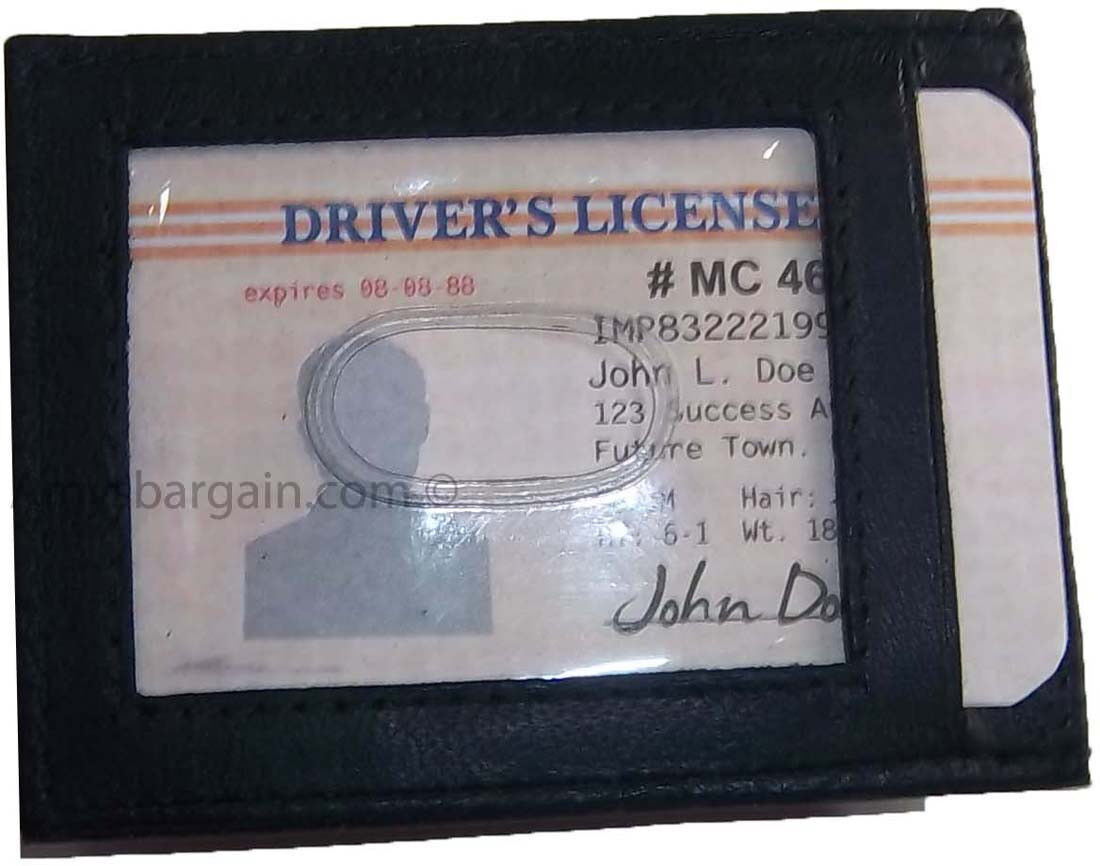 DRIVER'S LICENSE
expires 08-08-88
# MC 46
IMP83222199
John L. Doe
123 Success A
Future Town.
M Hair:
6-1 Wt. 18
John Do
bargain.com ©